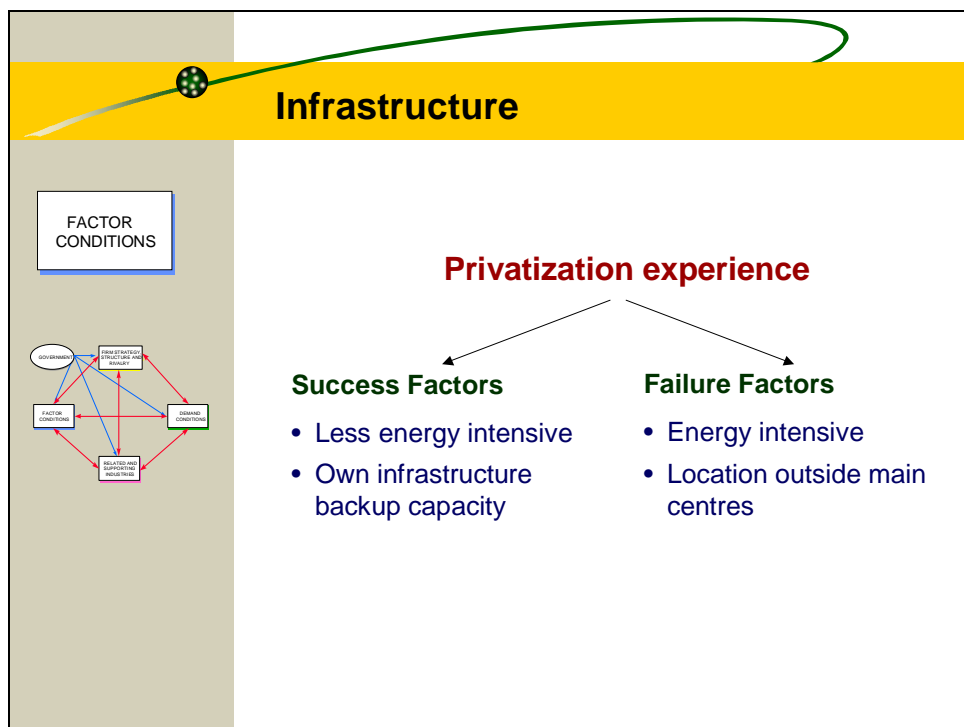 Infrastructure
FACTOR
CONDITIONS
Privatization experience
GOVERNMENT
FIRM STRATEGY,
STRUCTURE AND
RIVALRY
FACTOR
CONDITIONS
DEMAND
CONDITIONS
RELATED AND
SUPPORTING
INDUSTRIES
Success Factors
• Less energy intensive
• Own infrastructure
backup capacity
Failure Factors
• Energy intensive
• Location outside main
centres